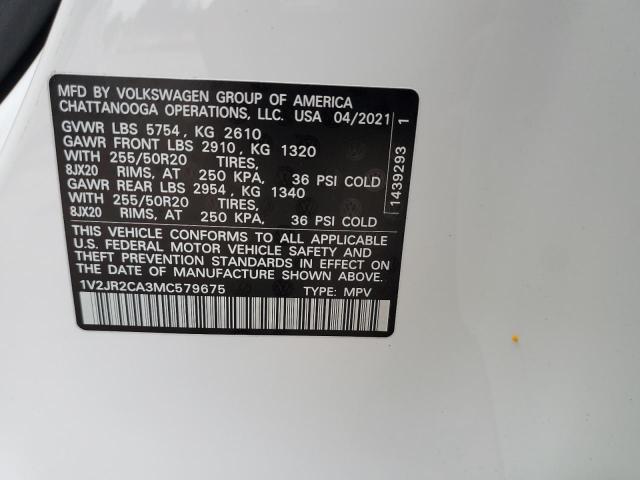 MFD BY VOLKSWAGEN GROUP OF AMERICA
CHATTANOOGA OPERATIONS, LLC. USA 04/2021
GVWR LBS 5754, KG 2610
GAWR FRONT LBS 2910, KG 1320
WITH 255/50R20 TIRES,
8JX20 RIMS, AT 250 KPA, 36 PSI COLD
GAWR REAR LBS 2954, KG 1340
WITH 255/50R20 TIRES,
8JX20 RIMS, AT 250 KPA, 36 PSI COLD
THIS VEHICLE CONFORMS TO ALL APPLICABLE
U.S. FEDERAL MOTOR VEHICLE SAFETY AND
THEFT PREVENTION STANDARDS IN EFFECT ON
THE DATE OF MANUFACTURE SHOWN ABOVE.
1V2JR2CA3MC579675 TYPE: MPV
1439293 1